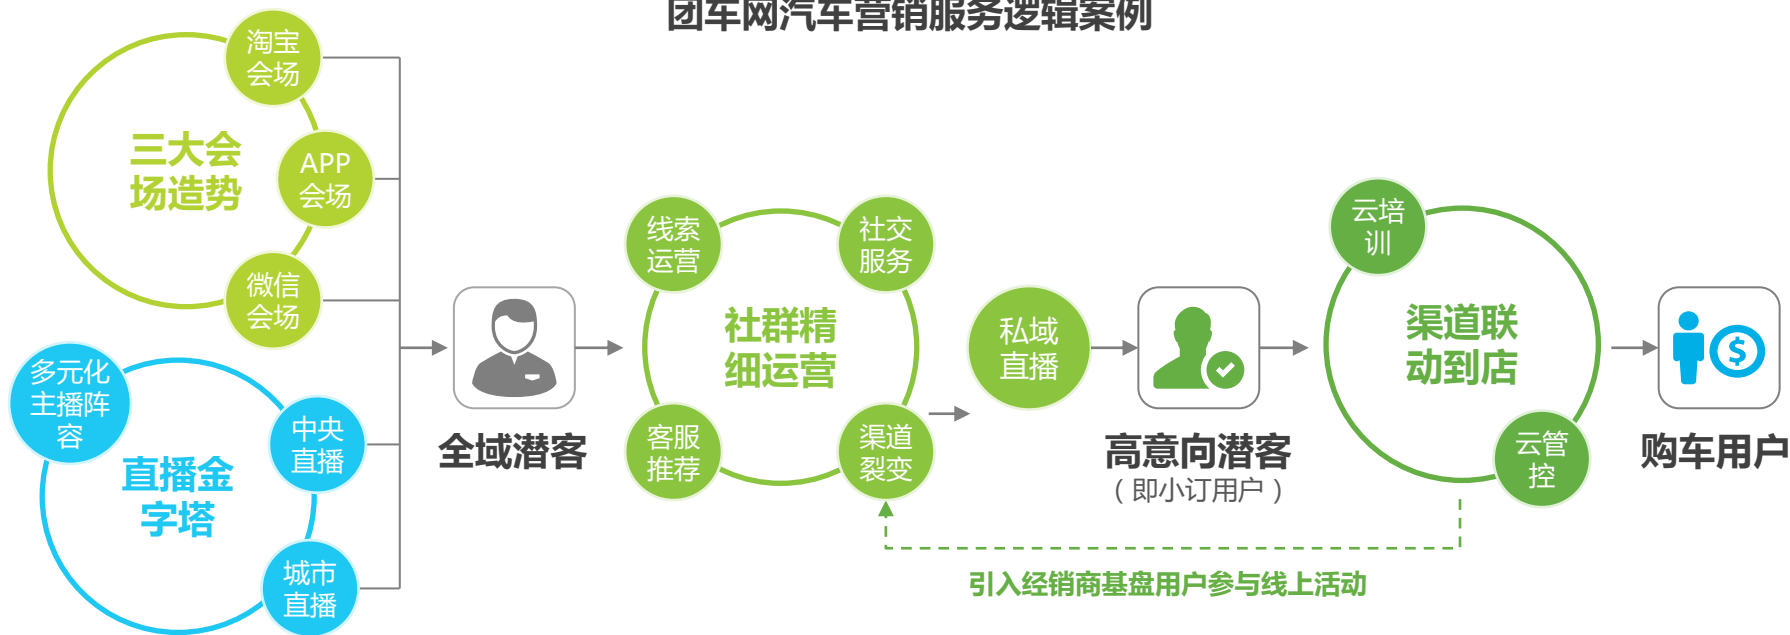 团车网汽车营销服务逻辑案例
淘宝
会场
三大会
场造势
APP
会场
微信
会场
多元化
主播阵
容
直播金
字塔
中央
直播
城市
直播
全域潜客
线索
运营
社交
服务
社群精
细运营
客服
推荐
渠道
裂变
私域
直播
高意向潜客
（即小订用户）
云培
训
渠道联
动到店
云管
控
购车用户
引入经销商基盘用户参与线上活动